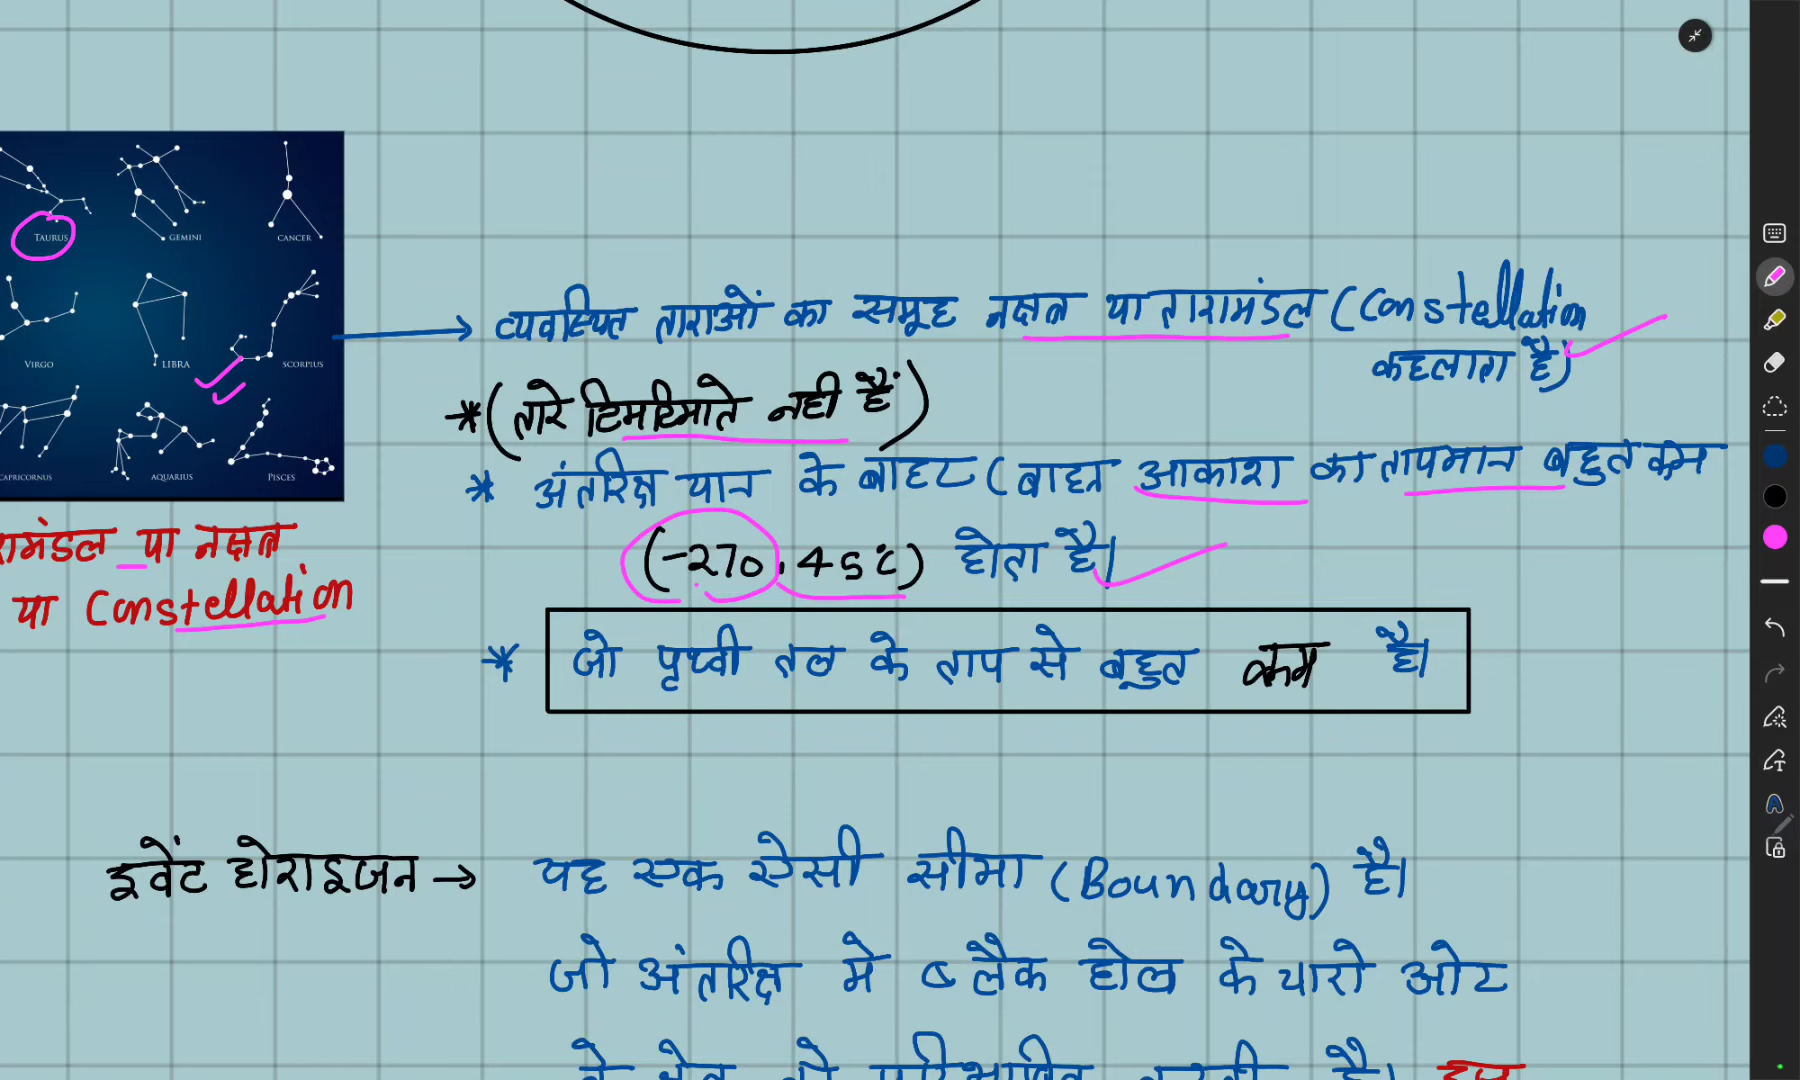 TAURUS GEMINI CANCER
VIRGO LIBRA SCORPIUS
CAPRICORNUS AQUARIUS PISCES
तारामंडल या नक्षत्र
या Constellation
व्यवस्थित ताराओं का समूह नक्षत्र या तारामंडल (Constellation
कहलाता है)
* (तारे टिमटिमाते नही हैं)
* अंतरिक्ष यान के बाहर (बाह्य आकाश का तापमान बहुत कम
(-270.45℃) होता है।
* जो पृथ्वी तल के ताप से बहुत कम है।
इवेंट होराइजन → यह एक ऐसी सीमा (Boundary) है।
जो अंतरिक्ष मे ब्लैक होल के चारो ओर